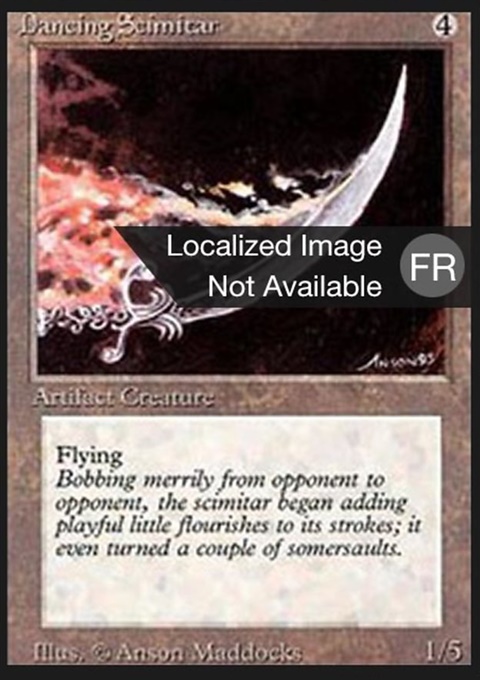 Dancing Scimitar 4
Localized Image
Not Available
FR
ANSON93
Artifact Creature
Flying
Bobbing merrily from opponent to
opponent, the scimitar began adding
playful little flourishes to its strokes; it
even turned a couple of somersaults.
Illus. © Anson Maddocks 1/5